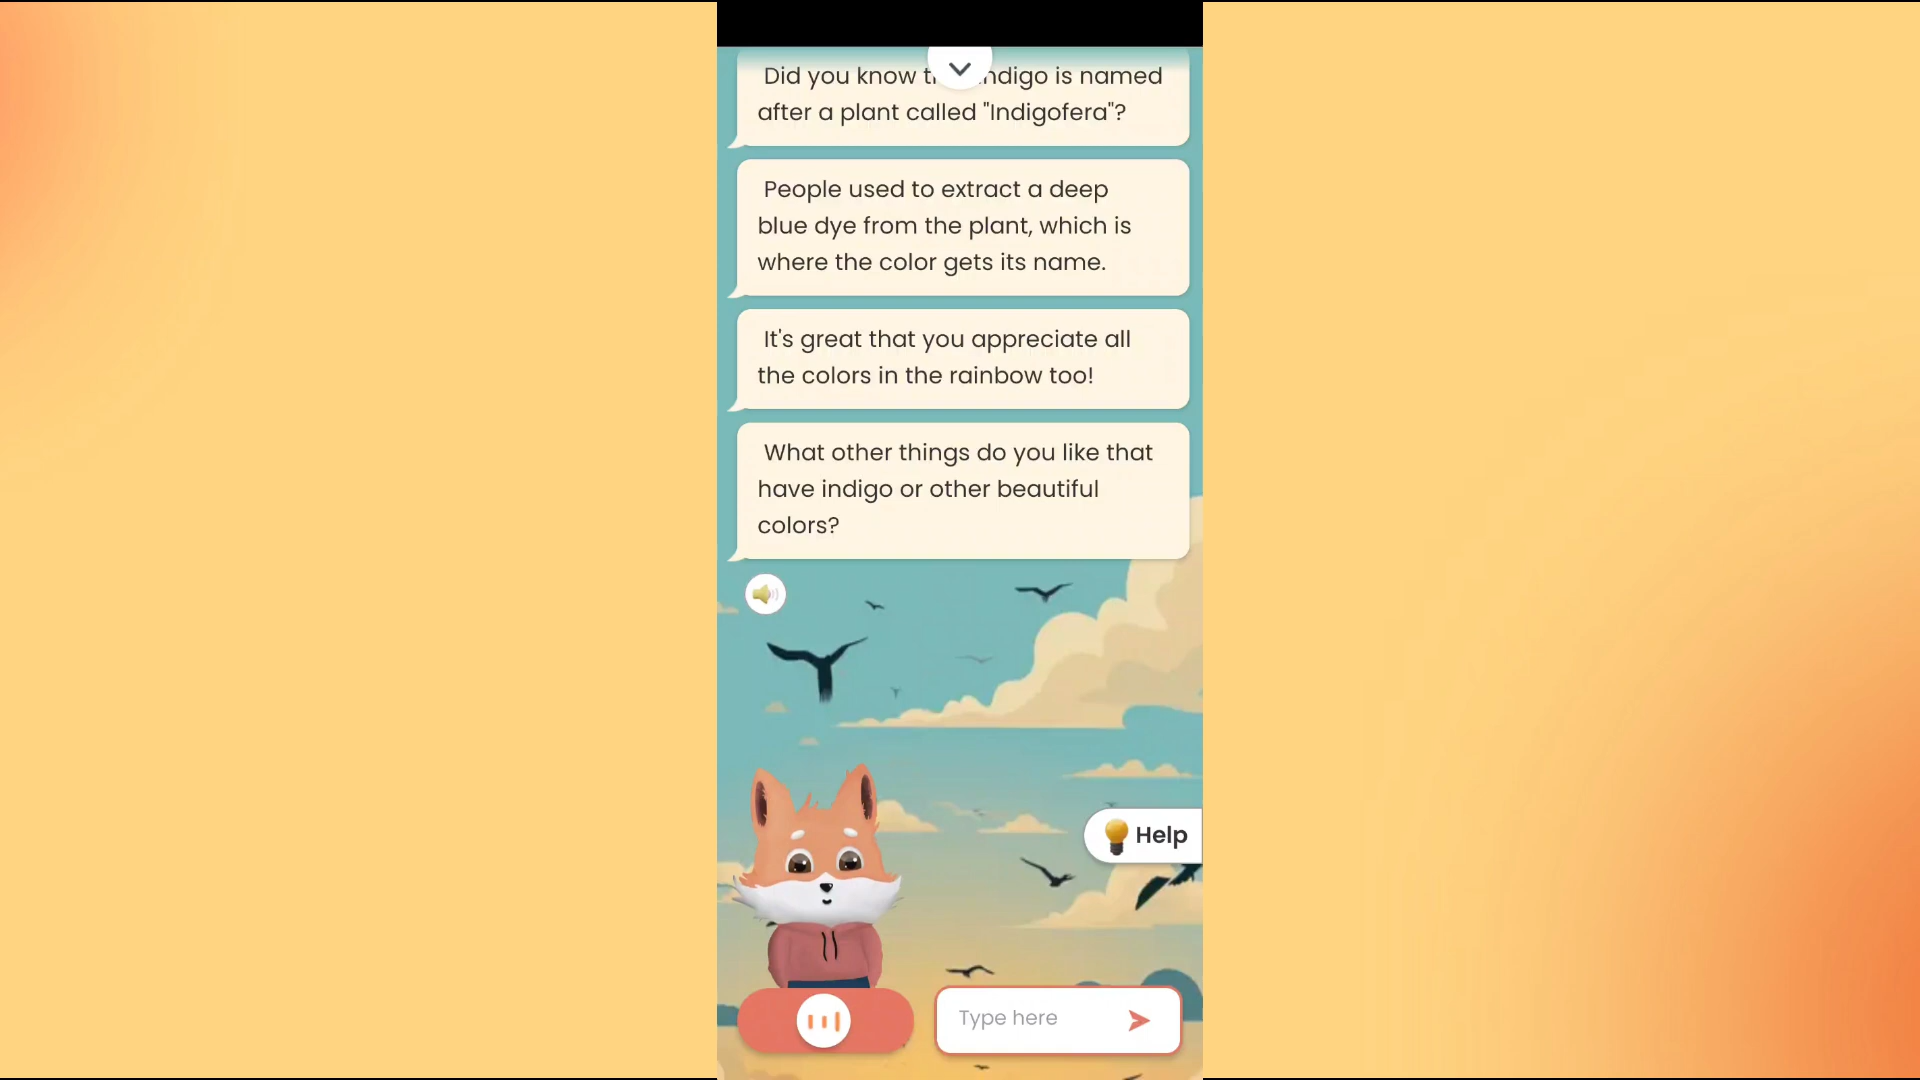 Did you know t ndigo is named
after a plant called "Indigofera"?
People used to extract a deep
blue dye from the plant, which is
where the color gets its name.
It's great that you appreciate all
the colors in the rainbow too!
What other things do you like that
have indigo or other beautiful
colors?
Help
Type here